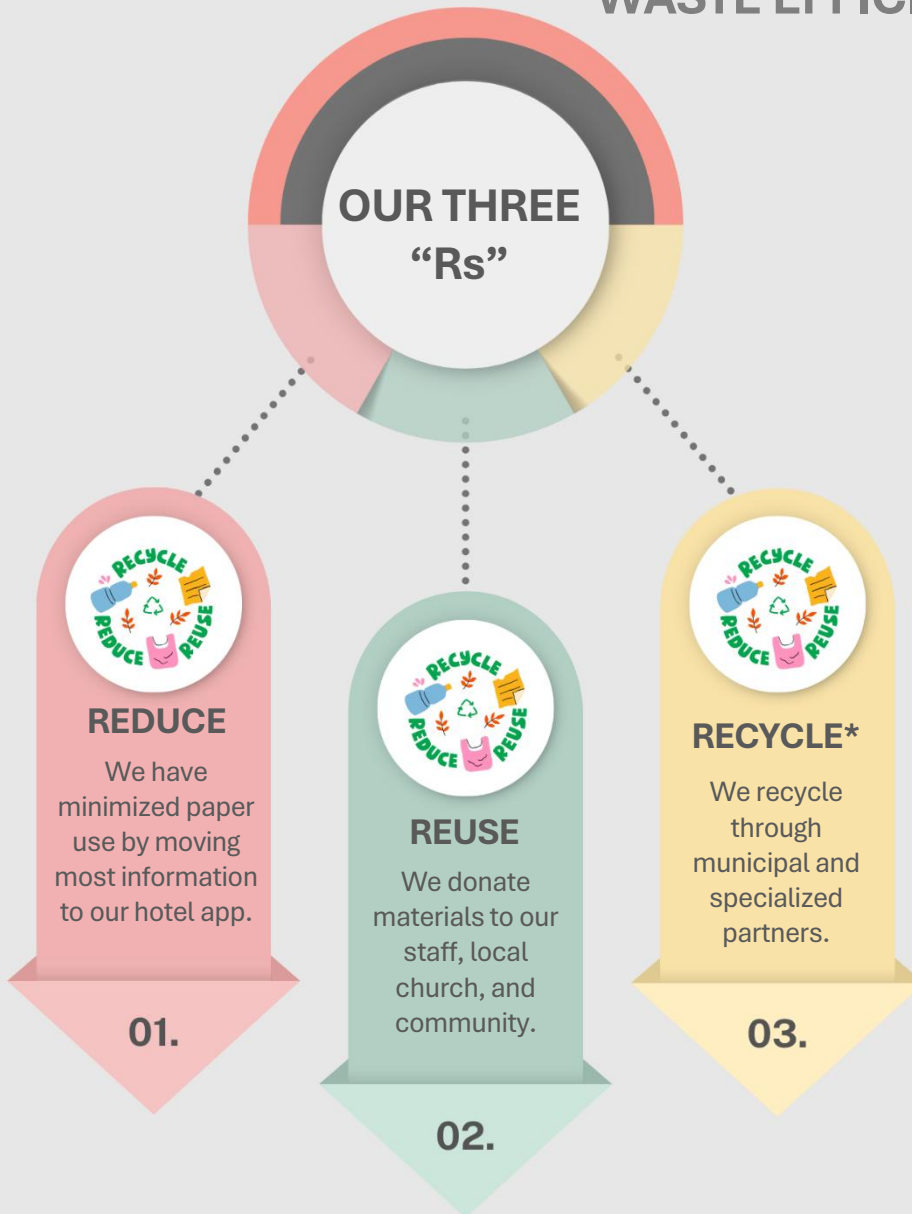 WASTE
OUR THREE
“Rs”
RECYCLE
REDUCE
REUSE
REDUCE
We have
minimized paper
use by moving
most information
to our hotel app.
01.
RECYCLE
REDUCE
REUSE
REUSE
We donate
materials to our
staff, local
church, and
community.
02.
RECYCLE
REDUCE
REUSE
RECYCLE*
We recycle
through
municipal and
specialized
partners.
03.